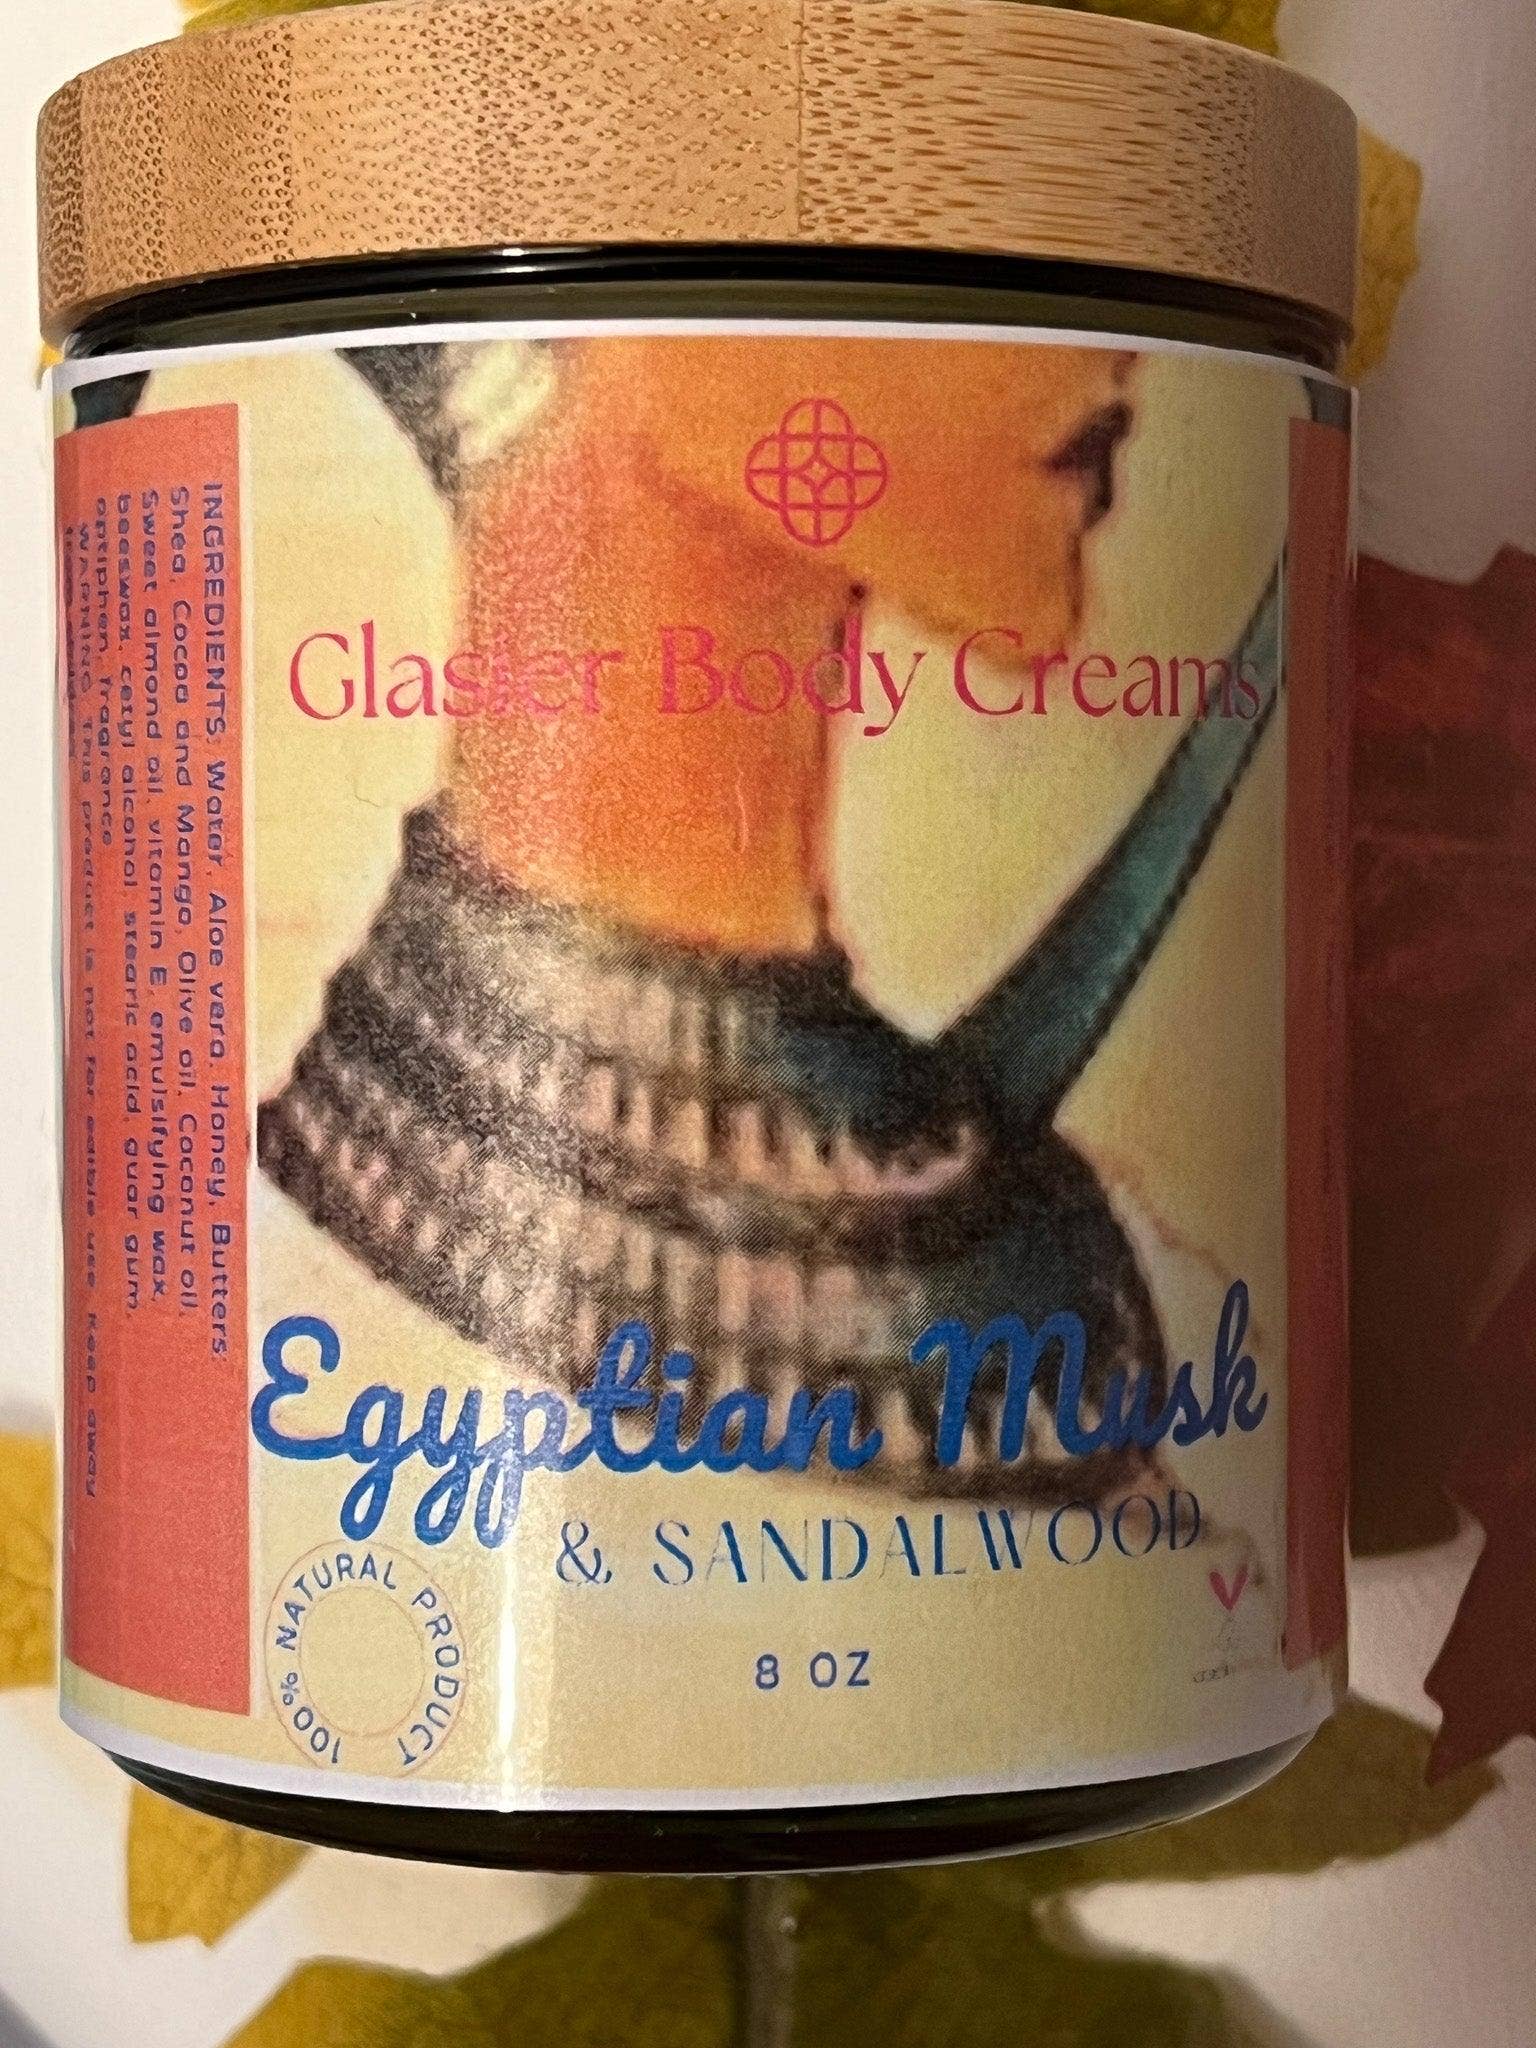 Glasier Body Creams
Egyptian Musk
& SANDALWOOD
8 OZ
100% NATURAL PRODUCT
INGREDIENTS: Water, Aloe vera, Honey, Butters:
Shea, Cocoa and Mango, Olive oil, Coconut oil,
Sweet almond oil, vitamin E, emulsifying wax,
beeswax, cetyl alcohol, stearic acid, guar gum,
optiphen, fragrance
WARNING: This product is not for edible use Keep away